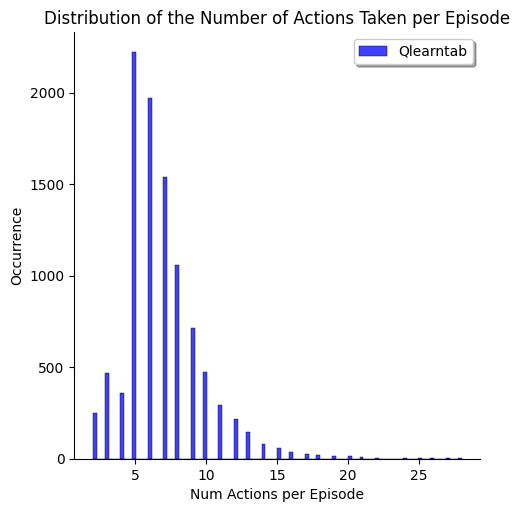 Distribution of the Number of Actions Taken per Episode
Qlearntab
2000
1500
1000
500
0
Occurrence
5 10 15 20 25
Num Actions per Episode